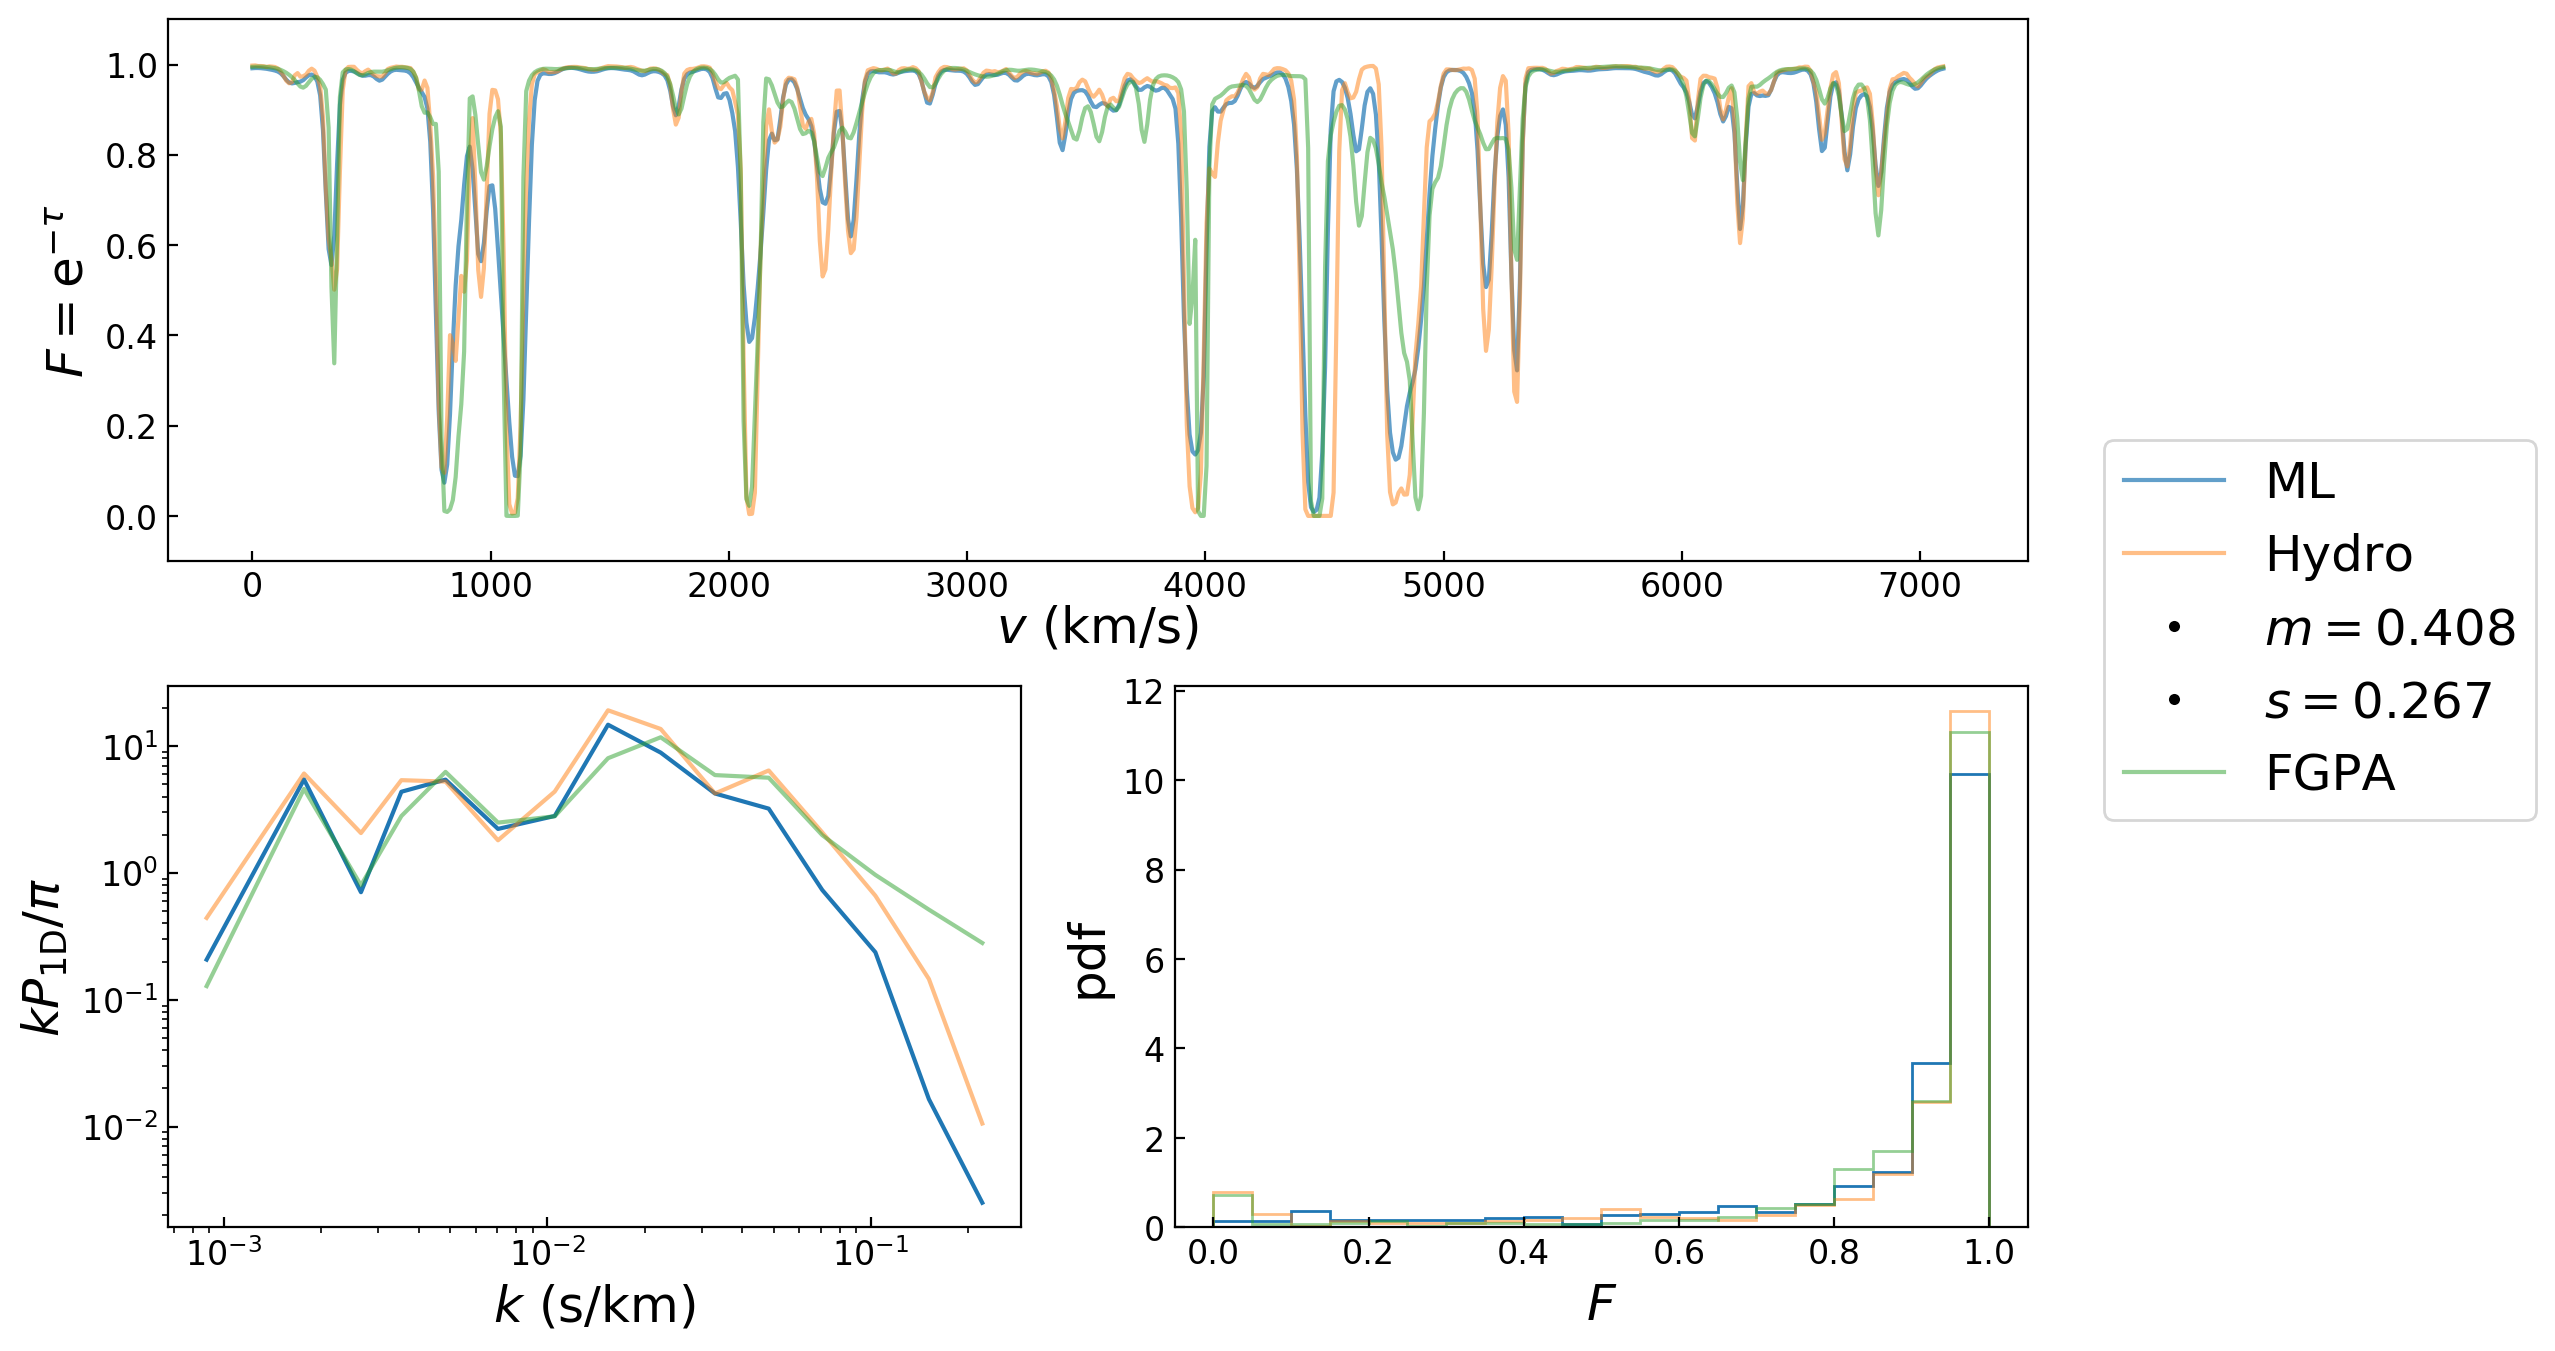 1.0
0.8
0.6
0.4
0.2
0.0
F = e^{-τ}
0 1000 2000 3000 4000 5000 6000 7000
v (km/s)
ML
Hydro
m = 0.408
s = 0.267
FGPA
10^1
10^0
10^{-1}
10^{-2}
kP_{1D}/π
10^{-3} 10^{-2} 10^{-1}
k (s/km)
12
10
8
6
4
2
0
pdf
0.0 0.2 0.4 0.6 0.8 1.0
F